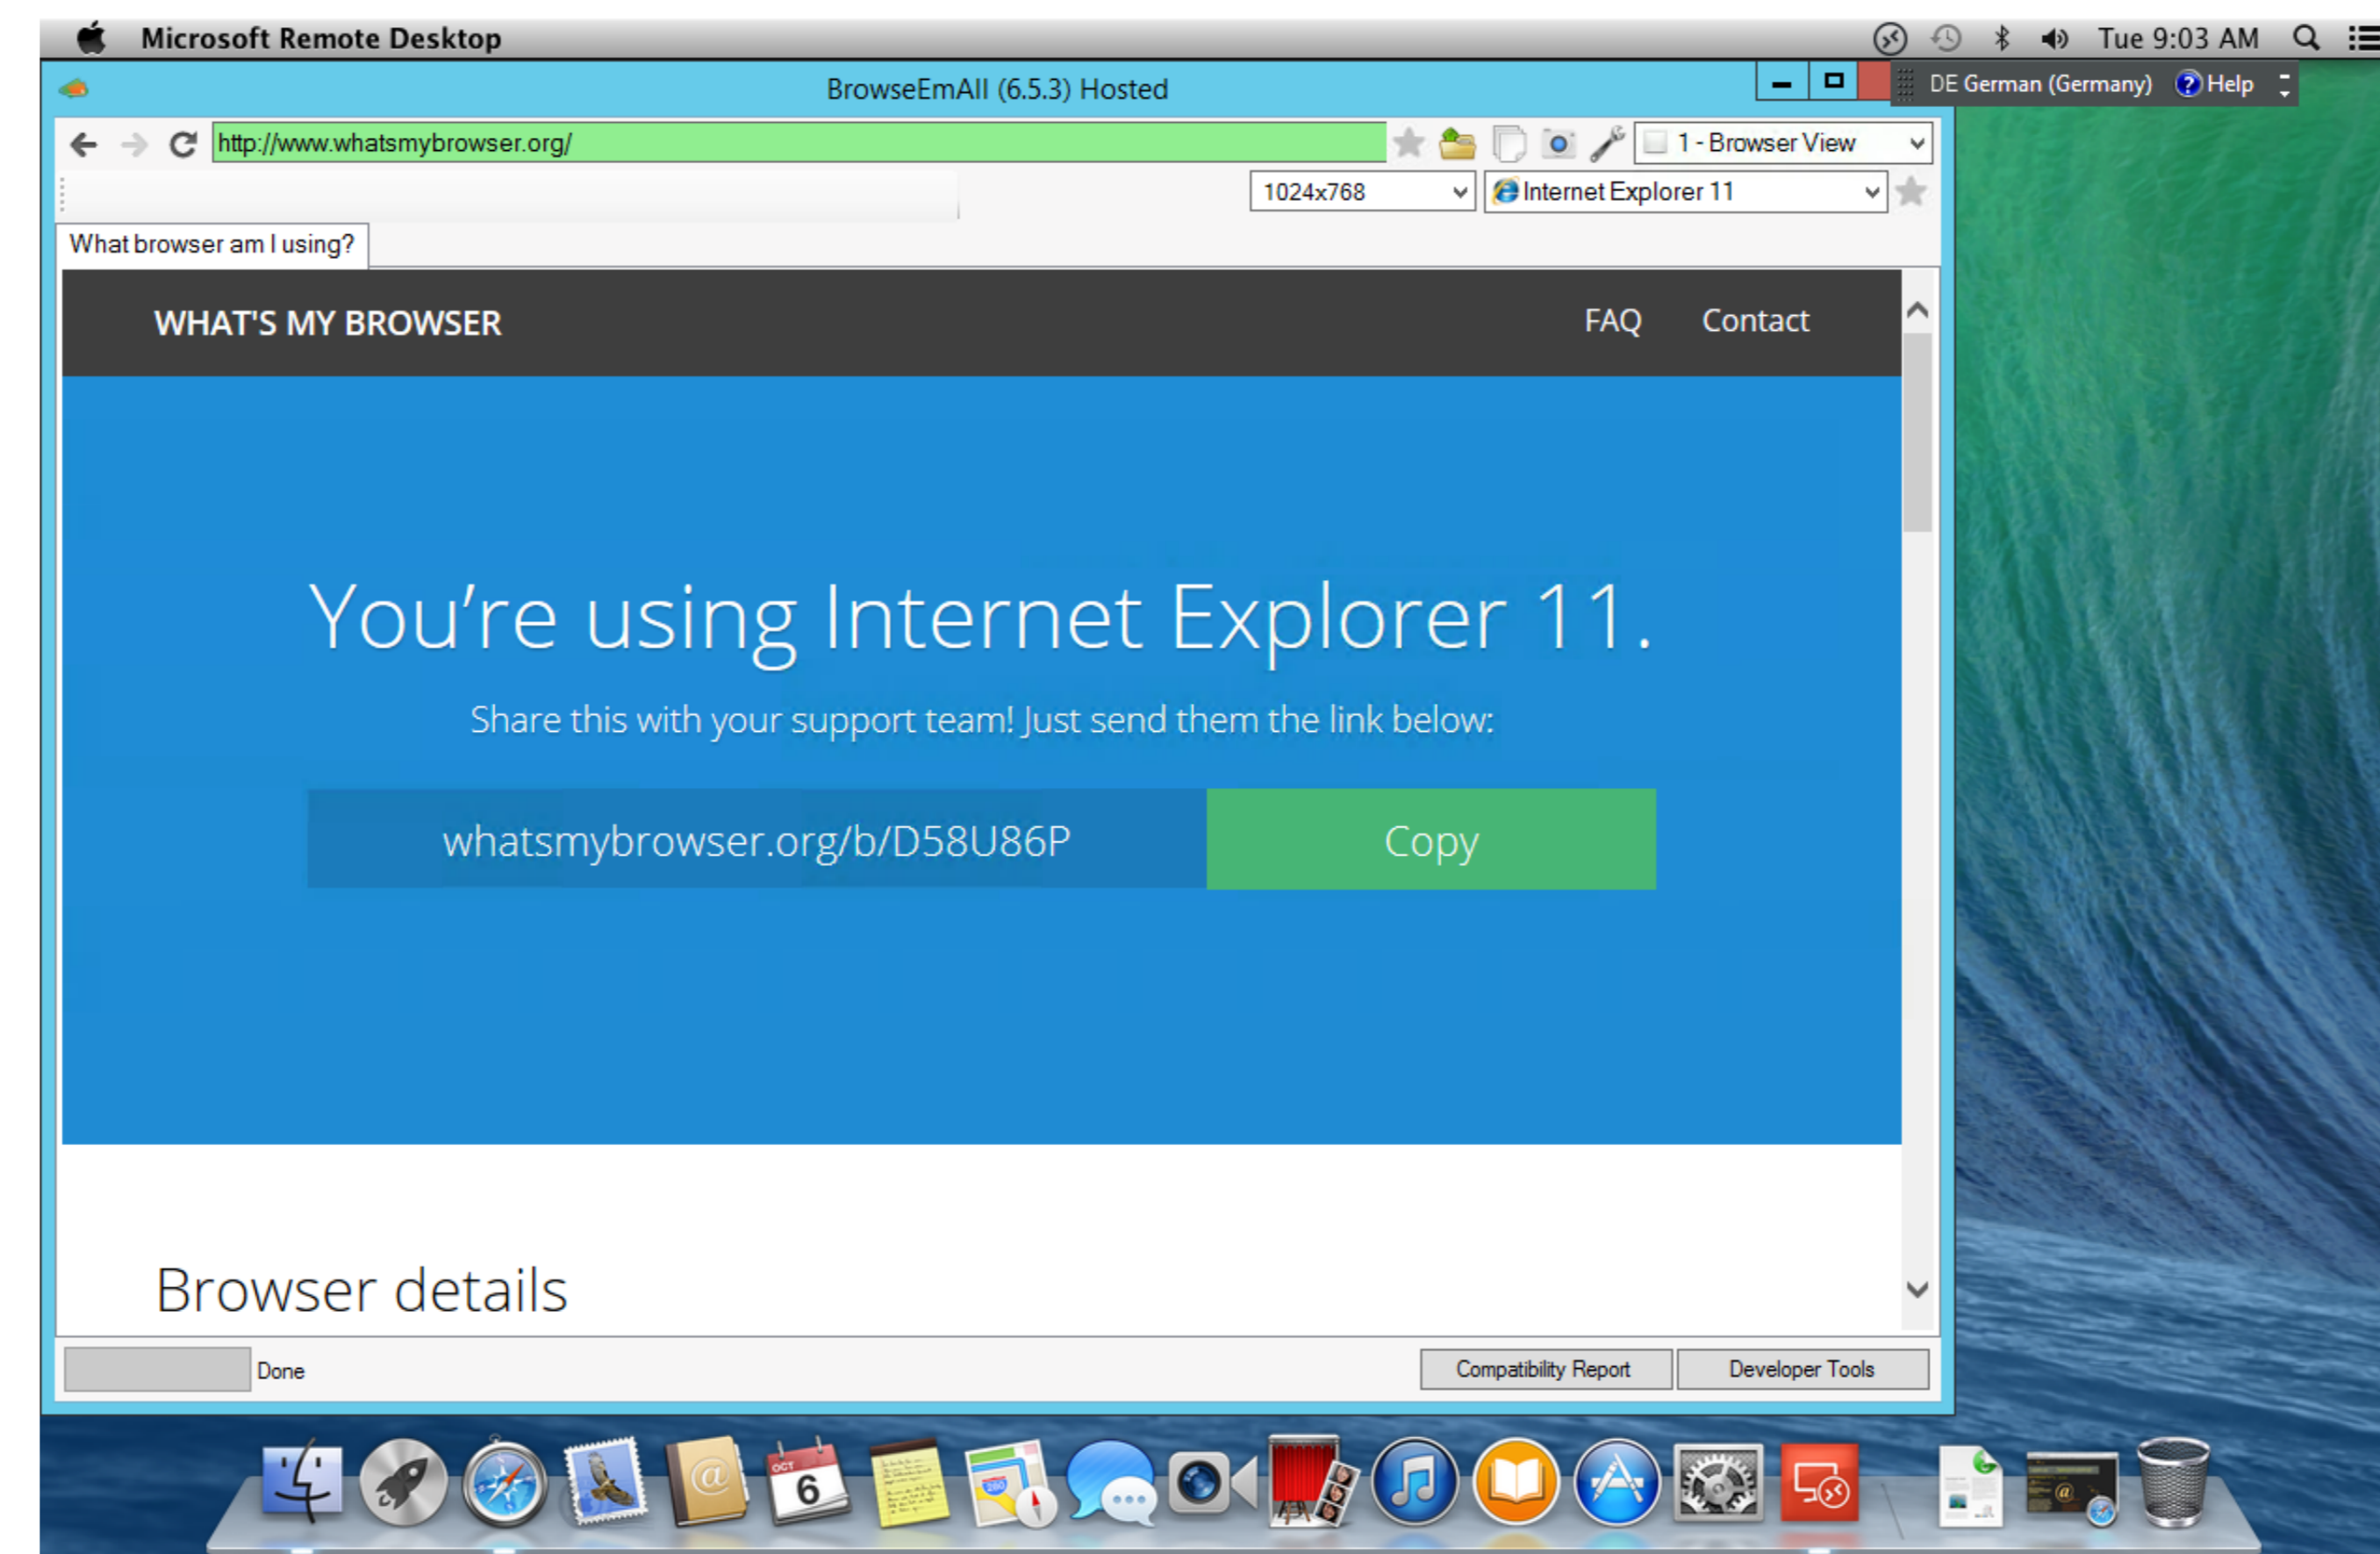 Microsoft Remote Desktop
Tue 9:03 AM
BrowseEmAll (6.5.3) Hosted
DE German (Germany) ? Help
http://www.whatsmybrowser.org/
1 - Browser View
1024x768
Internet Explorer 11
What browser am I using?
WHAT'S MY BROWSER
FAQ
Contact
You’re using Internet Explorer 11.
Share this with your support team! Just send them the link below:
whatsmybrowser.org/b/D58U86P
Copy
Browser details
Done
Compatibility Report
Developer Tools
OCT
6
280